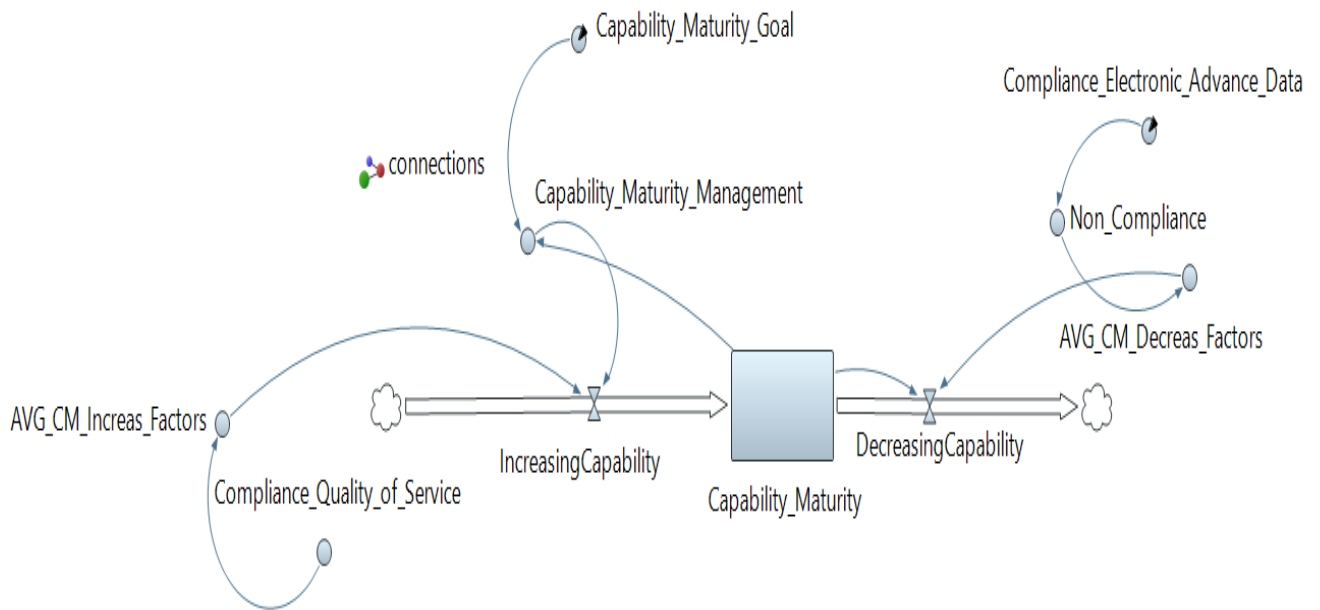 Capability_Maturity_Goal
Compliance_Electronic_Advance_Data
connections
Capability_Maturity_Management
Non_Compliance
AVG_CM_Decreas_Factors
AVG_CM_Increas_Factors
IncreasingCapability
DecreasingCapability
Compliance_Quality_of_Service
Capability_Maturity